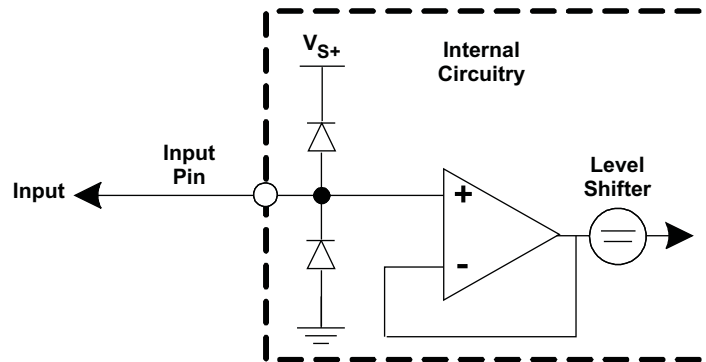 VS+
Internal
Circuitry
Input
Pin
Input
Level
Shifter
+
-